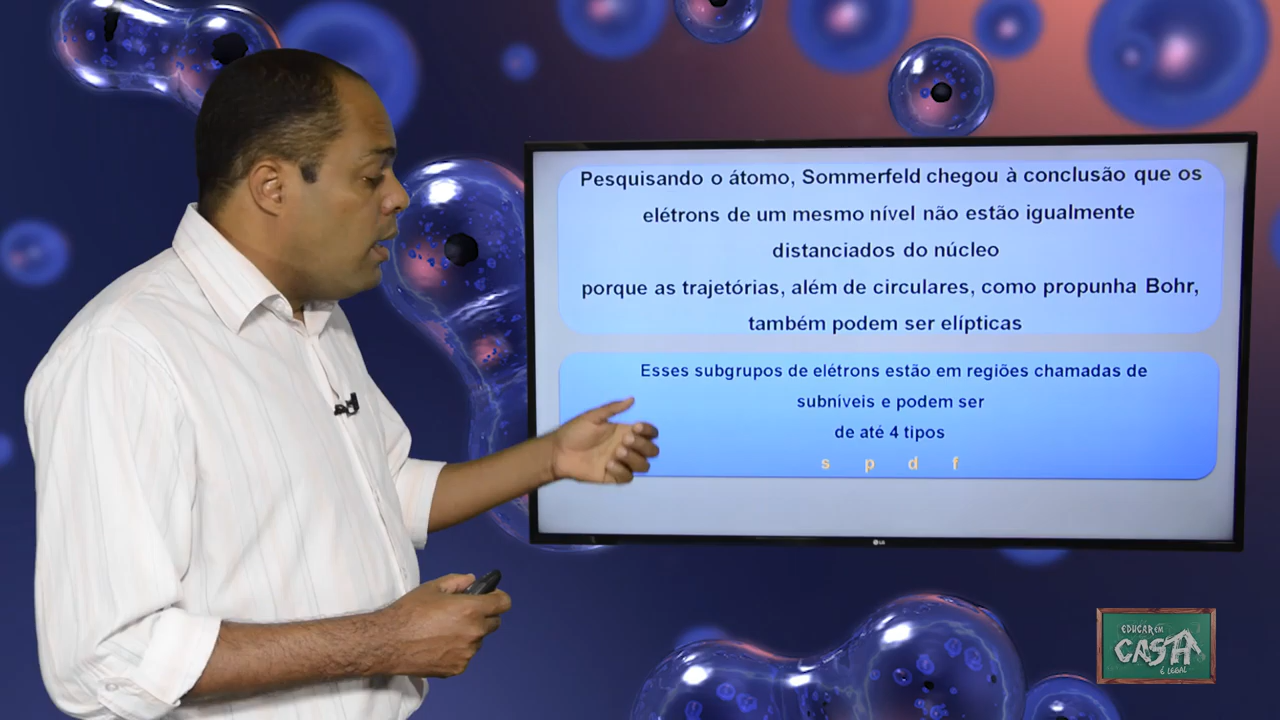 Pesquisando o átomo, Sommerfeld chegou à conclusão que os
elétrons de um mesmo nível não estão igualmente
distanciados do núcleo
porque as trajetórias, além de circulares, como propunha Bohr,
também podem ser elípticas
Esses subgrupos de elétrons estão em regiões chamadas de
subníveis e podem ser
de até 4 tipos
s p d f
LG
EDUCAR EM
CASA
É LEGAL